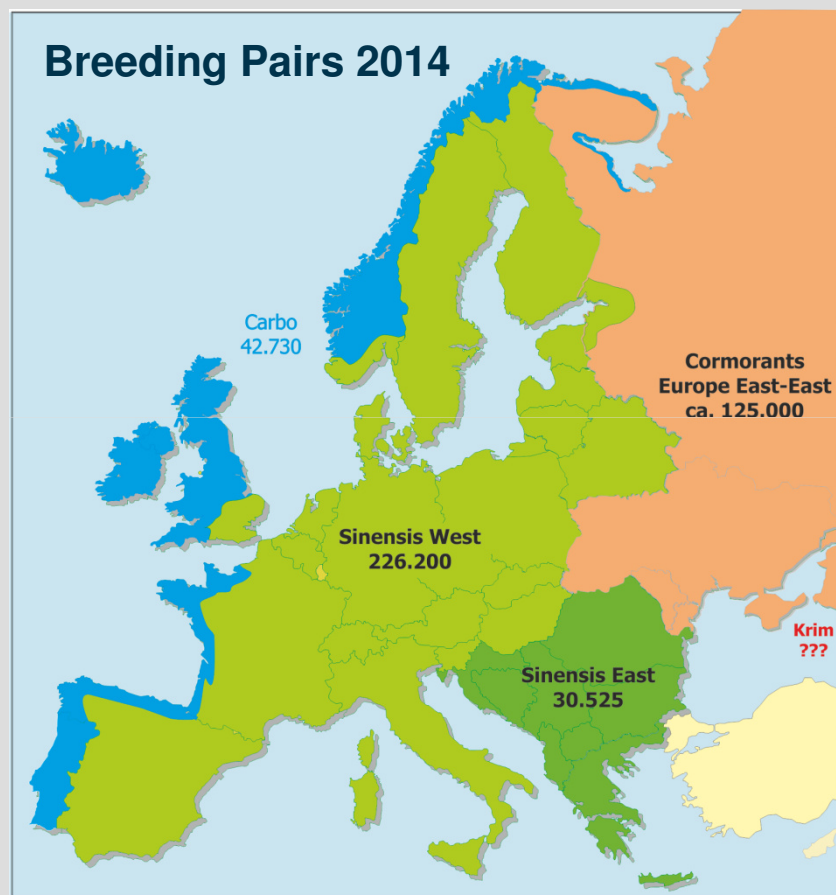 Breeding Pairs 2014
Carbo
42.730
Cormorants
Europe East-East
ca. 125.000
Sinensis West
226.200
Krim
???
Sinensis East
30.525